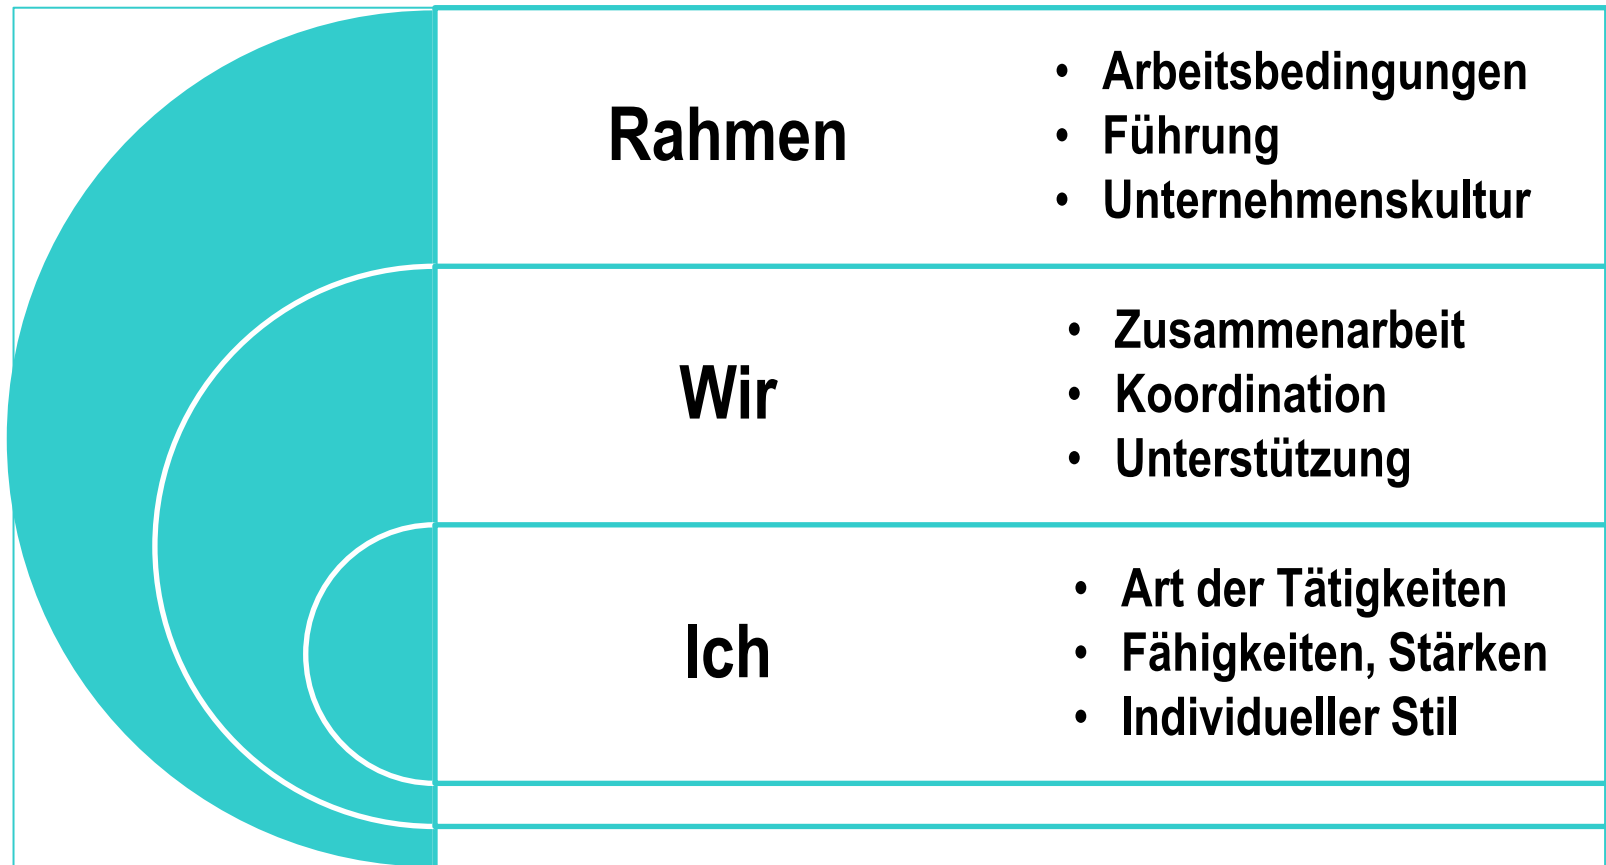 Rahmen
• Arbeitsbedingungen
• Führung
• Unternehmenskultur
Wir
• Zusammenarbeit
• Koordination
• Unterstützung
Ich
• Art der Tätigkeiten
• Fähigkeiten, Stärken
• Individueller Stil